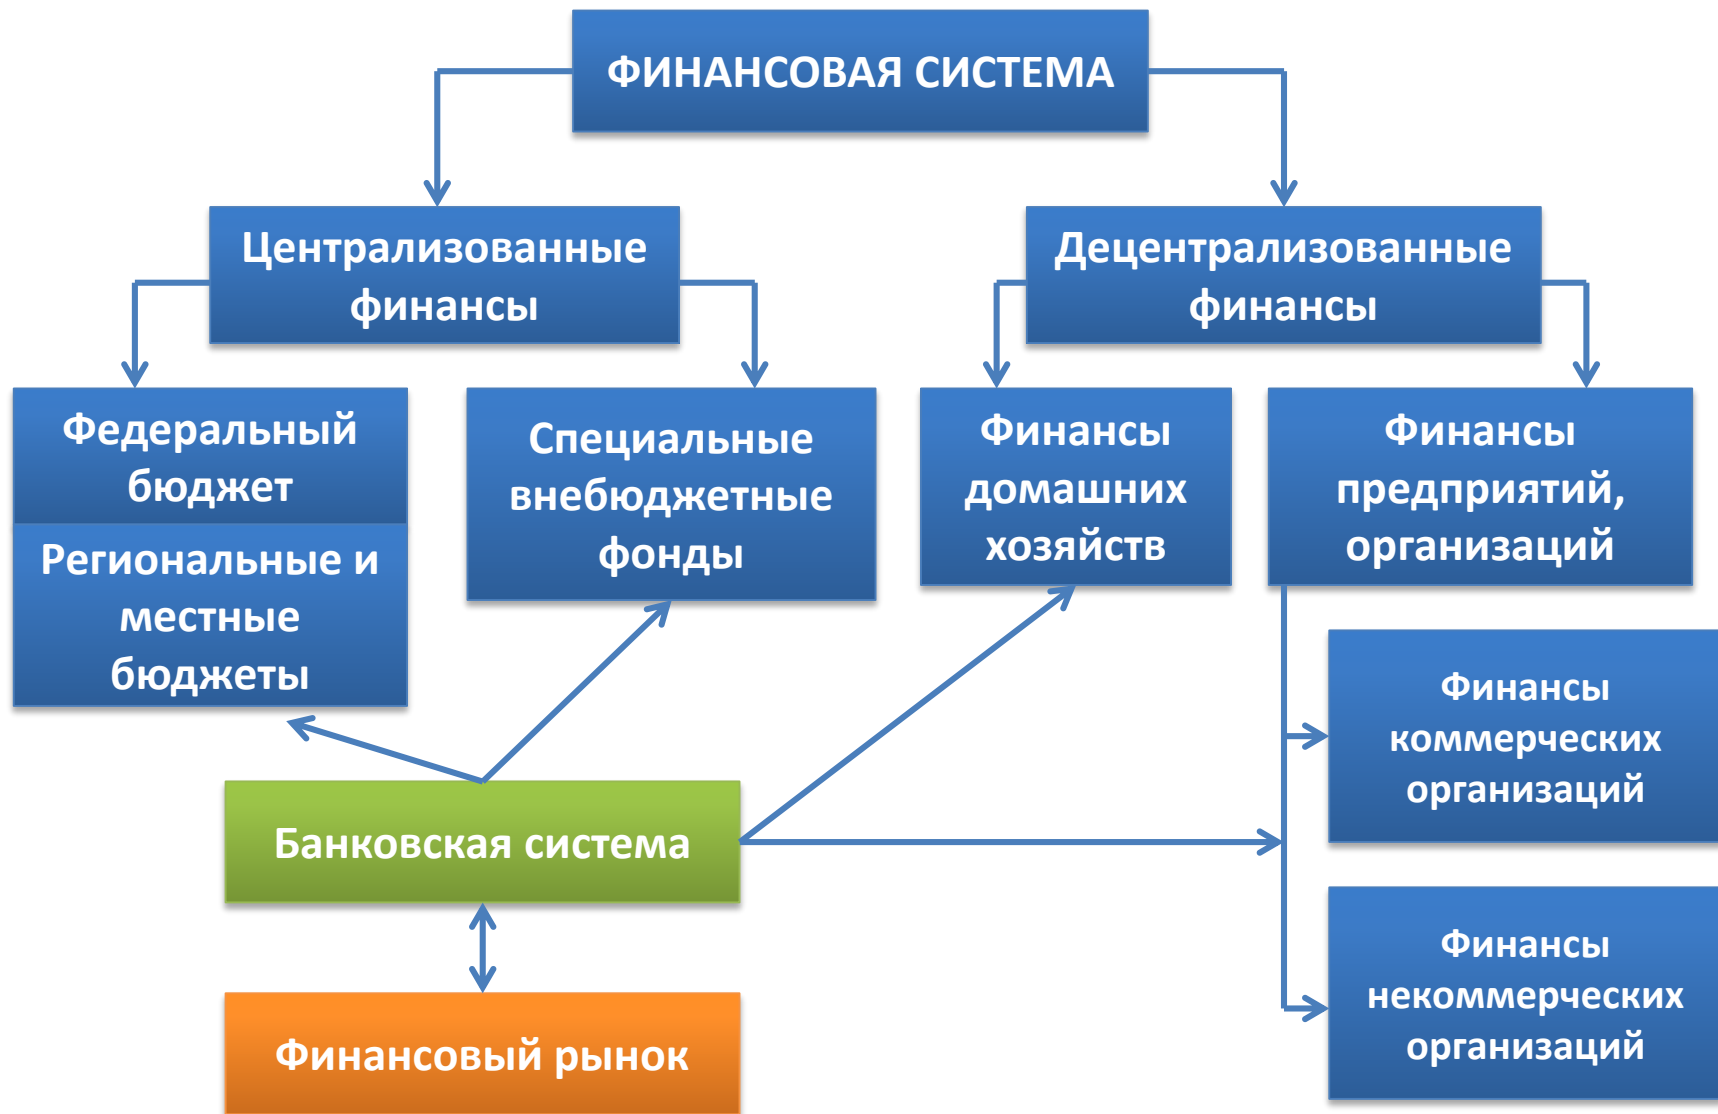 ФИНАНСОВАЯ СИСТЕМА
Централизованные
финансы
Децентрализованные
финансы
Федеральный
бюджет
Региональные и
местные
бюджеты
Специальные
внебюджетные
фонды
Финансы
домашних
хозяйств
Финансы
предприятий,
организаций
Финансы
коммерческих
организаций
Банковская система
Финансы
некоммерческих
организаций
Финансовый рынок